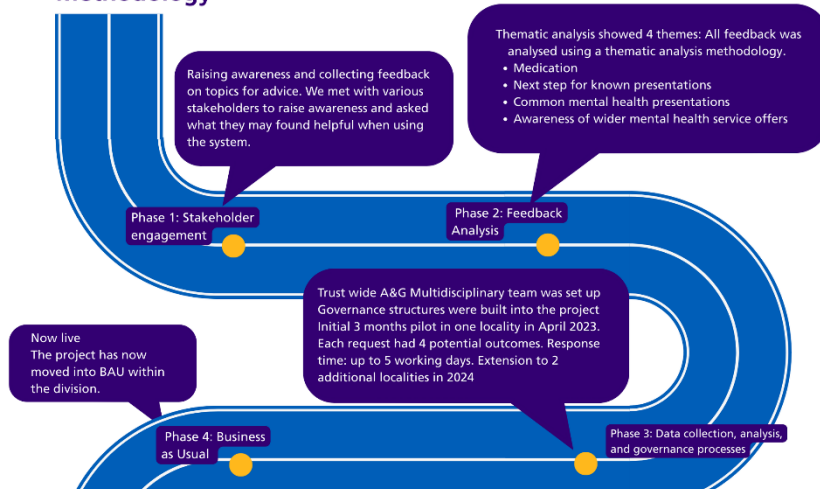 Methodology
Raising awareness and collecting feedback
on topics for advice. We met with various
stakeholders to raise awareness and asked
what they may found helpful when using
the system.
Thematic analysis showed 4 themes: All feedback was
analysed using a thematic analysis methodology.
• Medication
• Next step for known presentations
• Common mental health presentations
• Awareness of wider mental health service offers
Phase 1: Stakeholder
engagement
Phase 2: Feedback
Analysis
Trust wide A&G Multidisciplinary team was set up
Governance structures were built into the project
Initial 3 months pilot in one locality in April 2023.
Each request had 4 potential outcomes. Response
time: up to 5 working days. Extension to 2
additional localities in 2024
Now live
The project has now
moved into BAU within
the division.
Phase 4: Business
as Usual
Phase 3: Data collection, analysis,
and governance processes